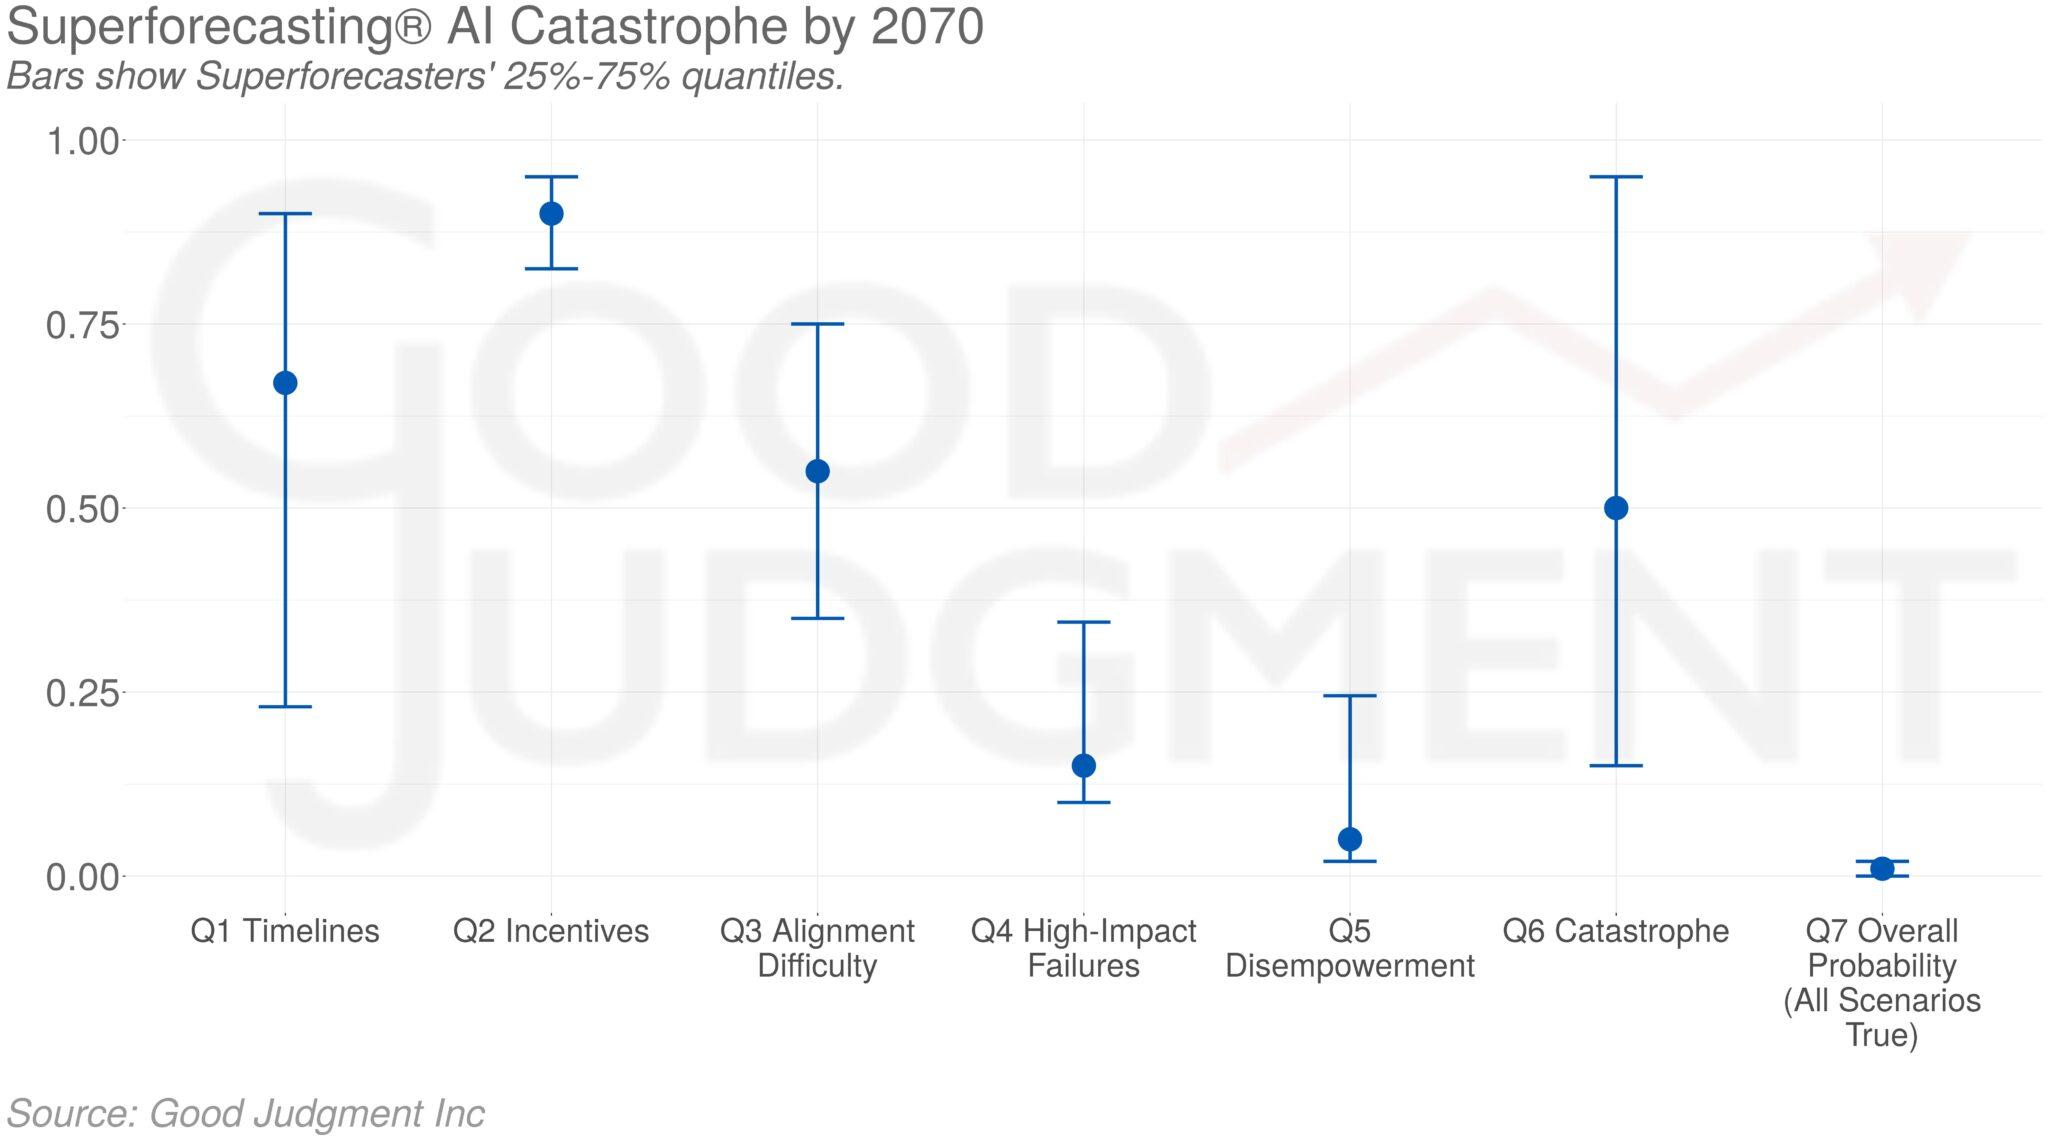 Superforecasting® AI Catastrophe by 2070
Bars show Superforecasters' 25%-75% quantiles.
1.00
0.75
0.50
0.25
0.00
GOOD
JUDGMENT
Q1 Timelines
Q2 Incentives
Q3 Alignment
Difficulty
Q4 High-Impact
Failures
Q5
Disempowerment
Q6 Catastrophe
Q7 Overall
Probability
(All Scenarios
True)
Source: Good Judgment Inc